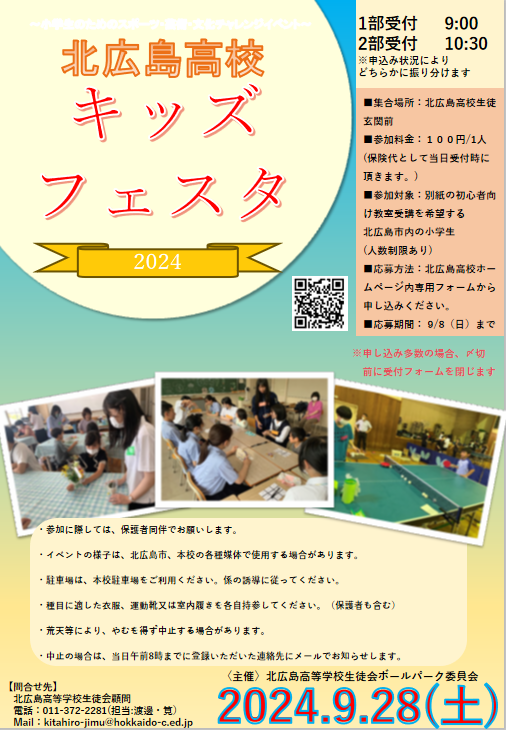 北広島高校
キッズ
フェスタ
2024
1部受付 9:00
2部受付 10:30
※申込み状況により
どちらかに振り分けます
■集合場所：北広島高校生徒
玄関前
■参加料金：１００円/1人
(保険代として当日受付時に
頂きます。)
■参加対象：別紙の初心者向
け教室受講を希望する
北広島市内の小学生
(人数制限あり)
■応募方法：北広島高校ホー
ムページ内専用フォームから
申し込みください。
■応募期間： 9/8（日）まで
※申し込み多数の場合、〆切
前に受付フォームを閉じます
・参加に際しては、保護者同伴でお願いします。
・イベントの様子は、北広島市、本校の各種媒体で使用する場合があります。
・駐車場は、本校駐車場をご利用ください。係の誘導に従ってください。
・種目に適した衣服、運動靴又は室内履きを各自持参してください。（保護者も含む）
・荒天等により、やむを得ず中止する場合があります。
・中止の場合は、当日午前8時までに登録いただいた連絡先にメールでお知らせします。
〈主催〉北広島高等学校生徒会ボールパーク委員会
2024.9.28(土)
【問合せ先】
北広島高等学校生徒会顧問
電話：011-372-2281(担当:渡邊・筧)
Mail：kitahiro-jimu@hokkaido-c.ed.jp